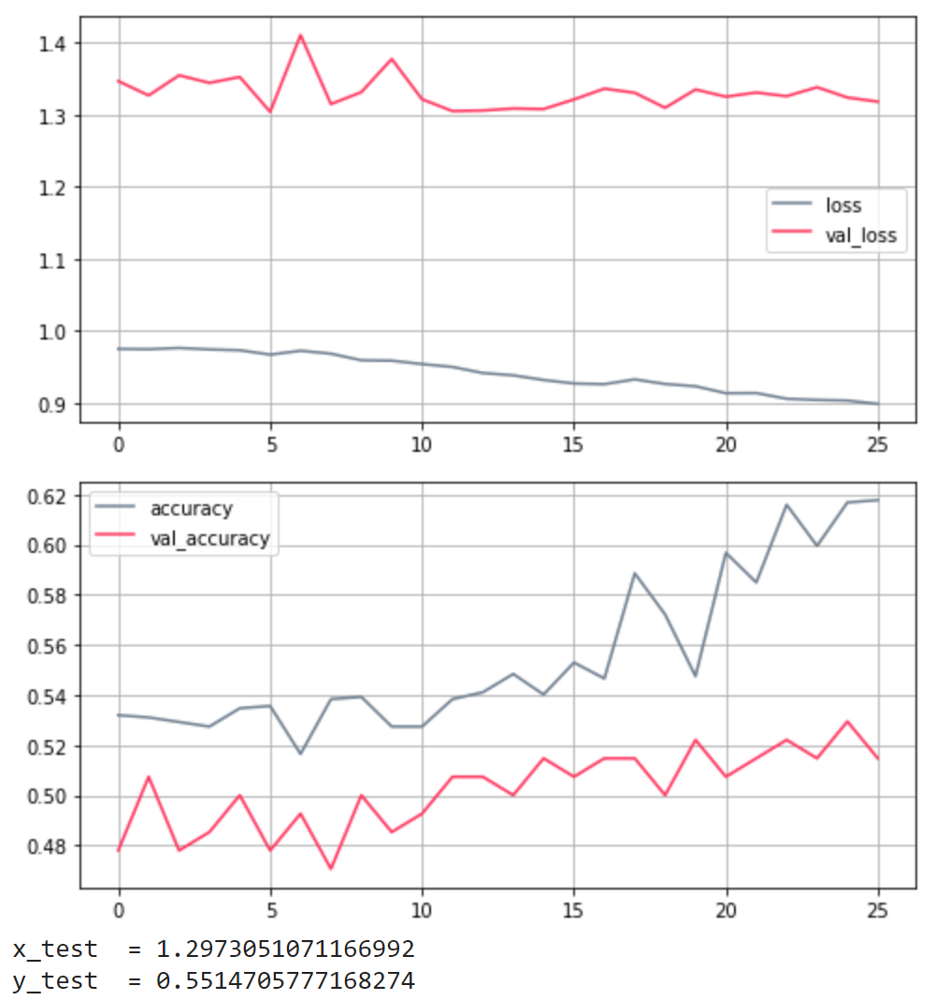 1.4
1.3
1.2
1.1
1.0
0.9
loss
val_loss
0 5 10 15 20 25
0.62
0.60
0.58
0.56
0.54
0.52
0.50
0.48
accuracy
val_accuracy
0 5 10 15 20 25
x_test = 1.2973051071166992
y_test = 0.5514705777168274